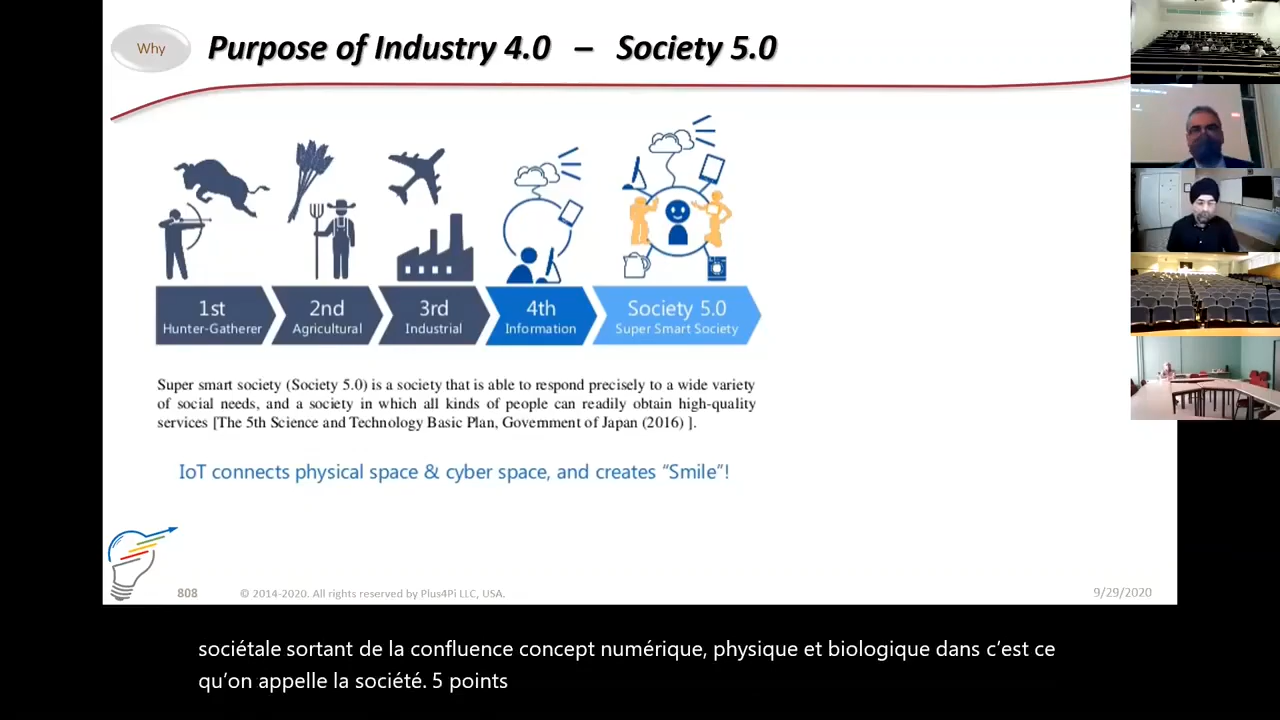 Why
Purpose of Industry 4.0 – Society 5.0
1st
Hunter-Gatherer
2nd
Agricultural
3rd
Industrial
4th
Information
Society 5.0
Super Smart Society
Super smart society (Society 5.0) is a society that is able to respond precisely to a wide variety
of social needs, and a society in which all kinds of people can readily obtain high-quality
services [The 5th Science and Technology Basic Plan, Government of Japan (2016) ].
IoT connects physical space & cyber space, and creates “Smile”!
808
© 2014-2020. All rights reserved by Plus4Pi LLC, USA.
9/29/2020
sociétale sortant de la confluence concept numérique, physique et biologique dans c’est ce
qu’on appelle la société. 5 points